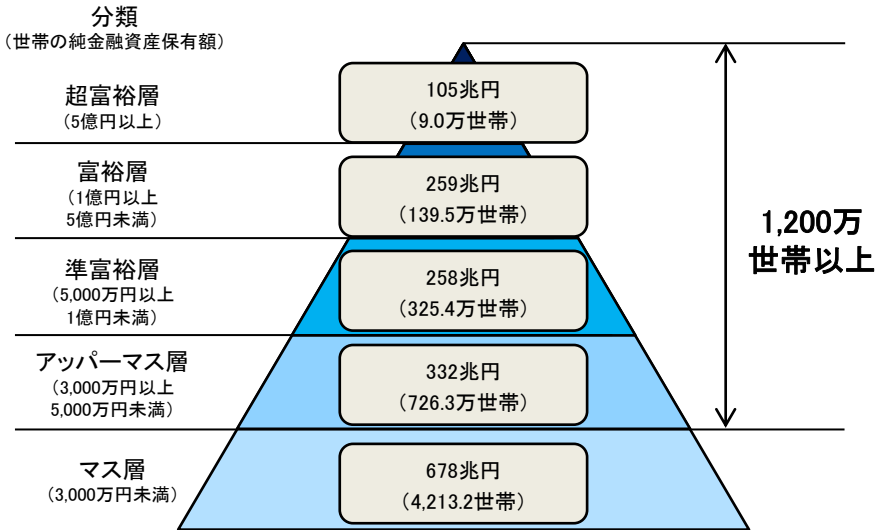 分類
（世帯の純金融資産保有額）
超富裕層
（5億円以上）
105兆円
（9.0万世帯）
富裕層
（1億円以上
5億円未満）
259兆円
（139.5万世帯）
準富裕層
（5,000万円以上
1億円未満）
258兆円
（325.4万世帯）
アッパーマス層
（3,000万円以上
5,000万円未満）
332兆円
（726.3万世帯）
マス層
（3,000万円未満）
678兆円
（4,213.2世帯）
1,200万
世帯以上